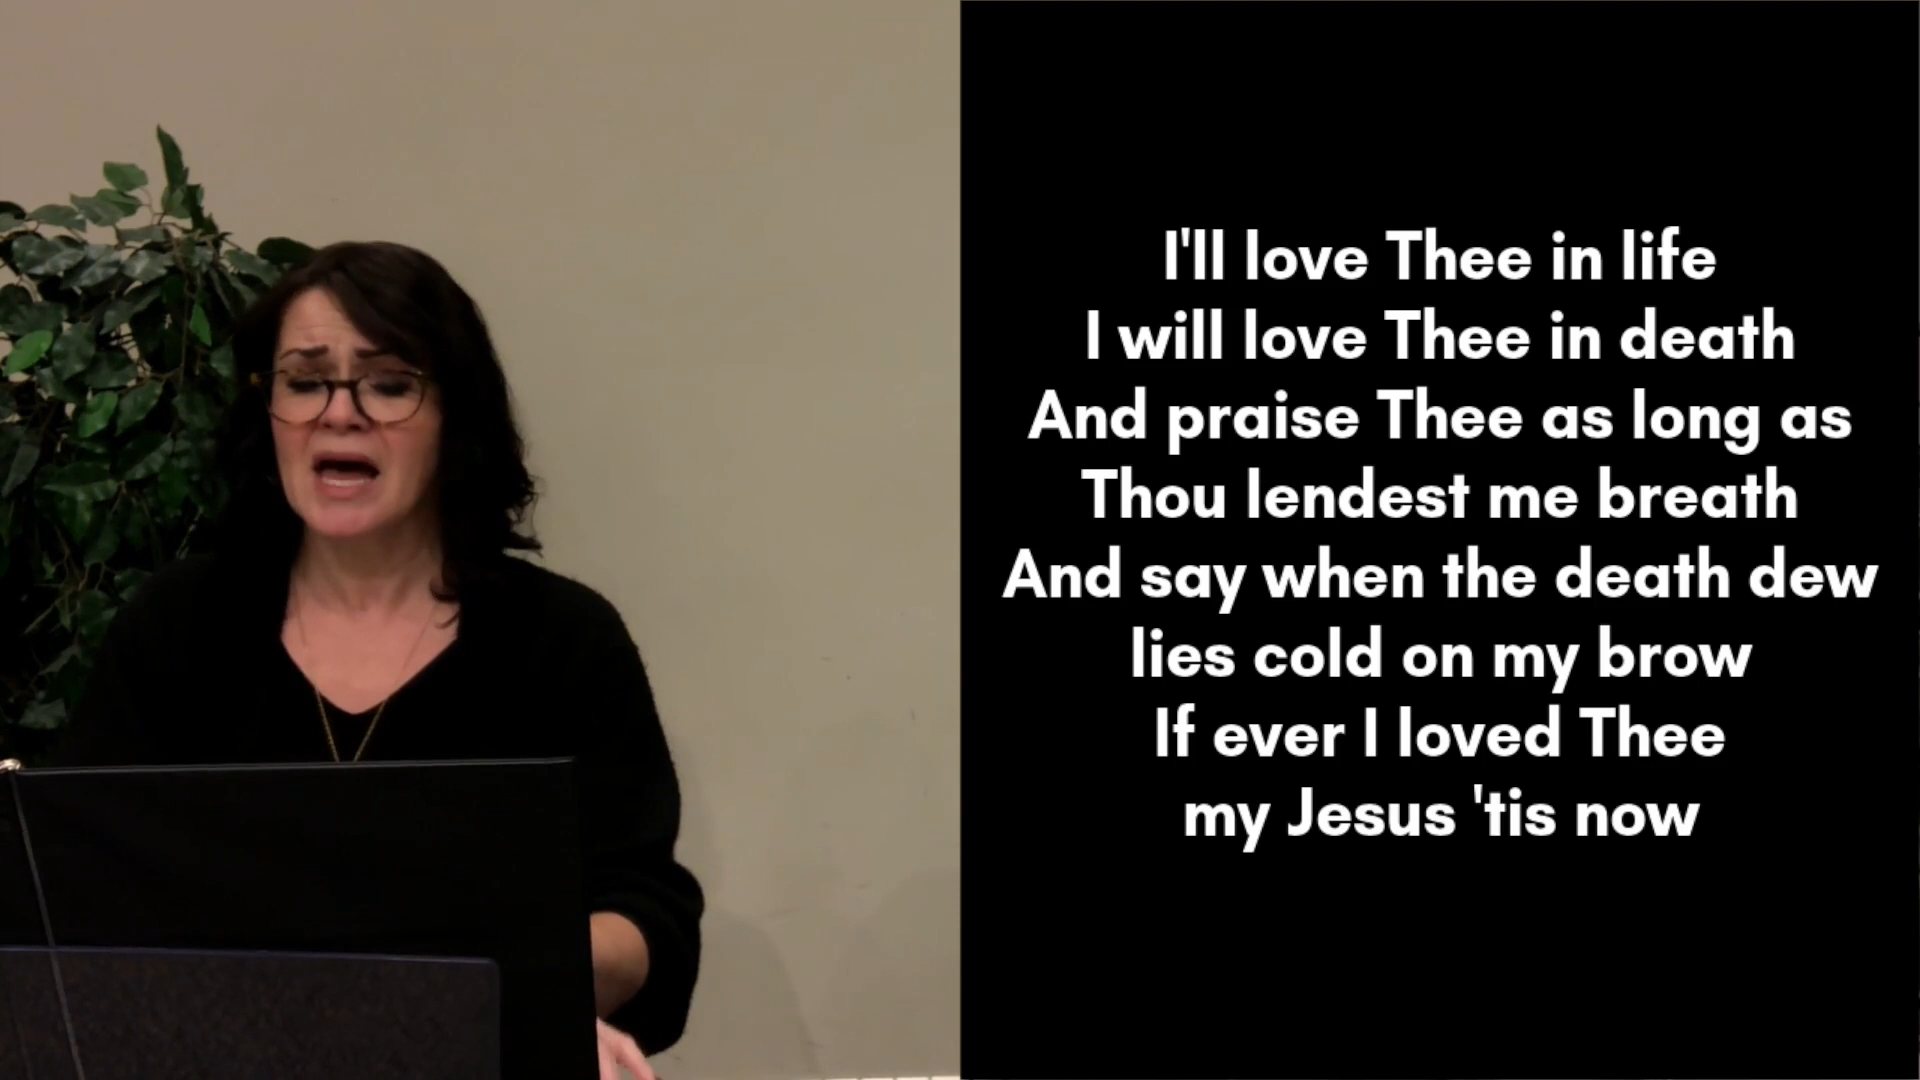 I'll love Thee in life
I will love Thee in death
And praise Thee as long as
Thou lendest me breath
And say when the death dew
lies cold on my brow
If ever I loved Thee
my Jesus 'tis now